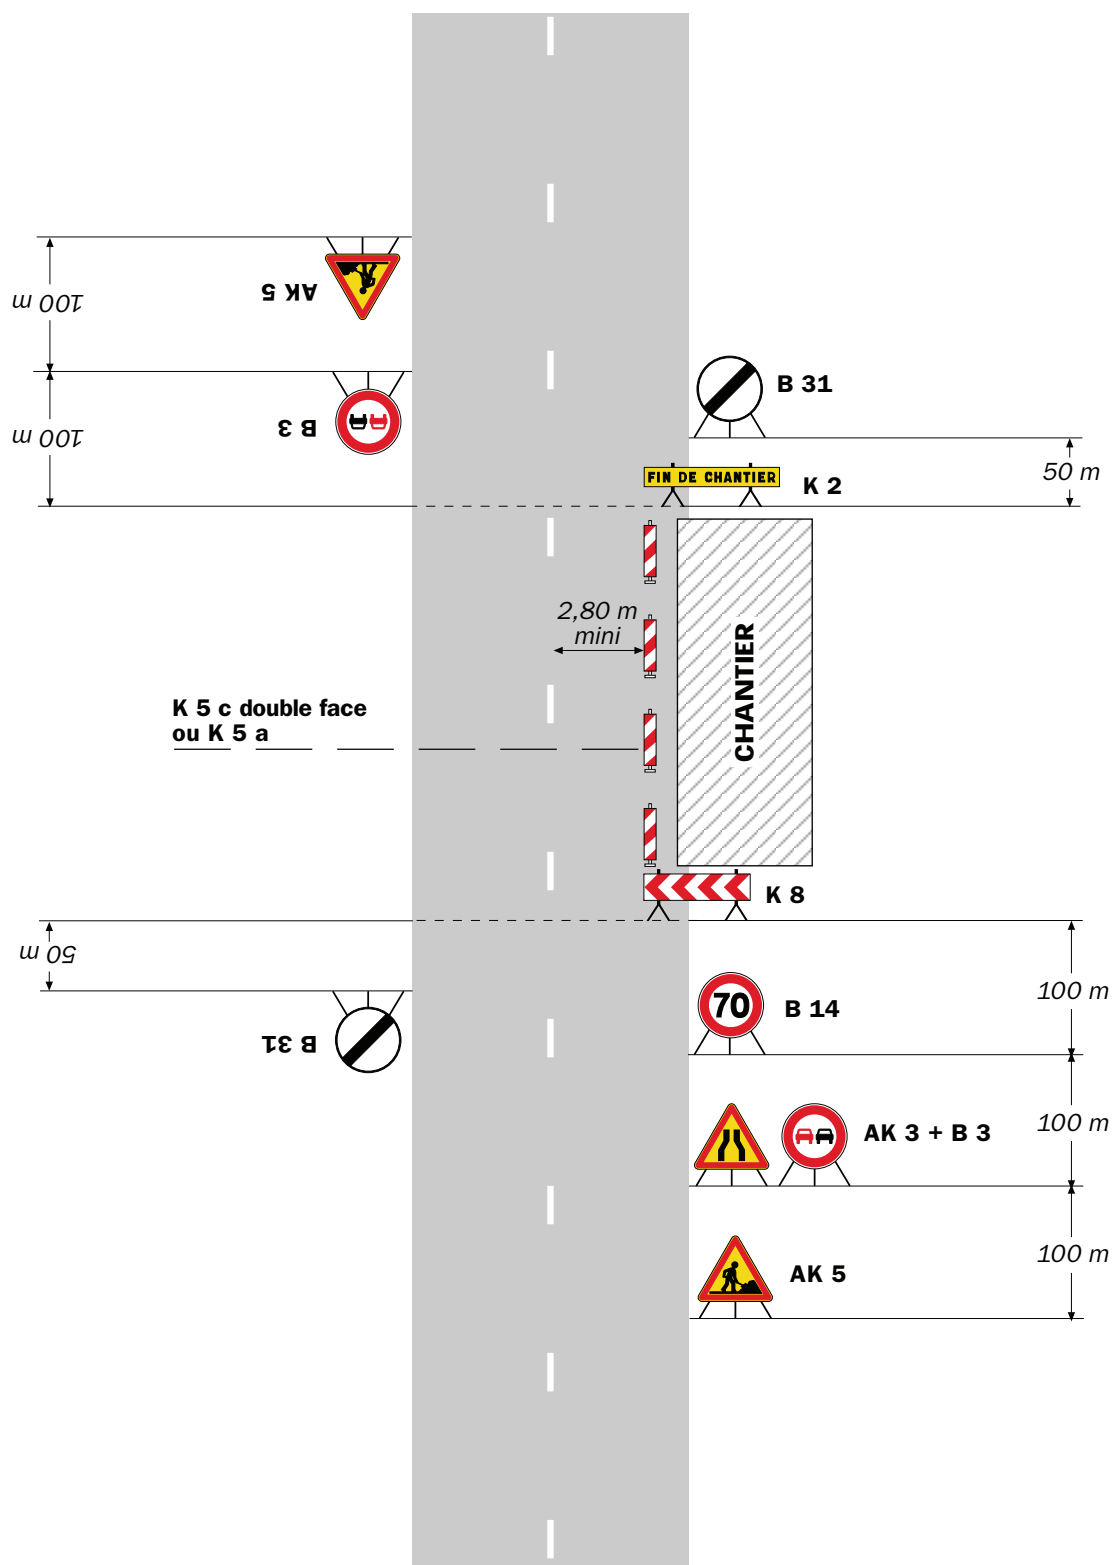 100 m
AK 5
100 m
B 3
B 31
50 m
FIN DE CHANTIER
K 2
2,80 m
mini
CHANTIER
K 5 c double face
ou K 5 a
K 8
50 m
B 31
70
B 14
100 m
AK 3 + B 3
100 m
AK 5
100 m